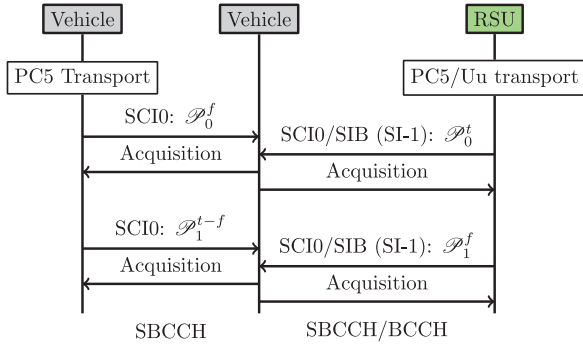 Vehicle Vehicle RSU
PC5 Transport PC5/Uu transport
SCI0: 𝒫₀ᶠ
SCI0/SIB (SI-1): 𝒫₀ᵗ
Acquisition
Acquisition
SCI0: 𝒫₁ᵗ⁻ᶠ
SCI0/SIB (SI-1): 𝒫₁ᶠ
Acquisition
Acquisition
SBCCH SBCCH/BCCH